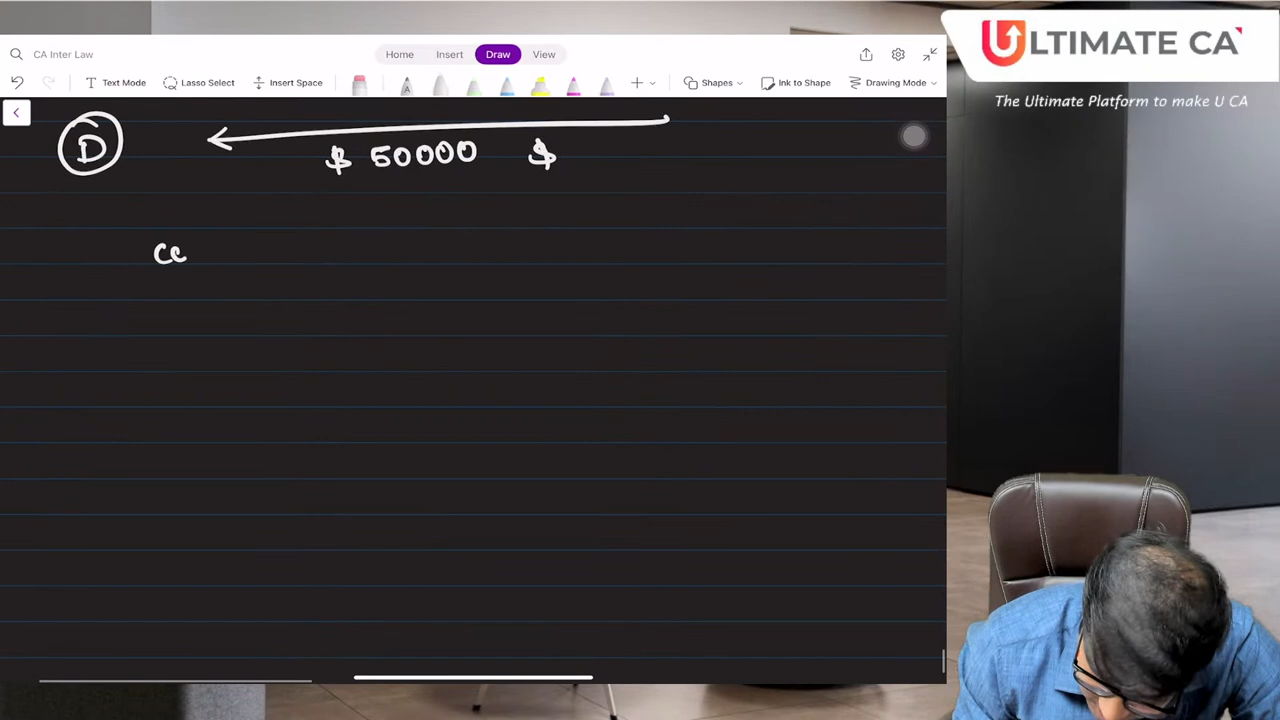 ULTIMATE CA
The Ultimate Platform to make U CA
CA Inter Law
Home Insert Draw View
Text Mode Lasso Select Insert Space Shapes Ink to Shape Drawing Mode
D
$ 50000 $
Ce